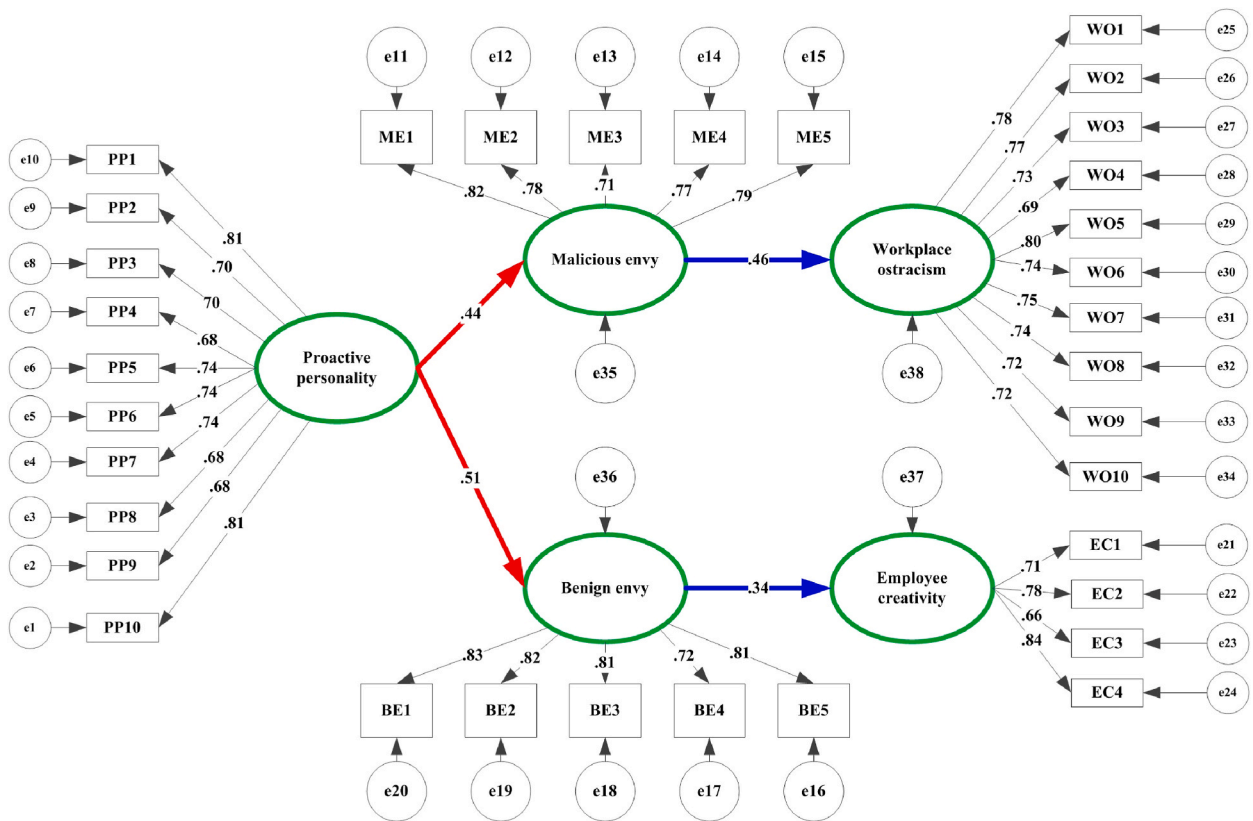 e11
e12
e13
e14
e15
ME1
ME2
ME3
ME4
ME5
.82
.78
.71
.77
.79
Malicious envy
e35
.46
Workplace
ostracism
e38
.78
.77
.73
.69
.80
.74
.75
.74
.72
.72
WO1
e25
WO2
e26
WO3
e27
WO4
e28
WO5
e29
WO6
e30
WO7
e31
WO8
e32
WO9
e33
WO10
e34
e10
PP1
e9
PP2
e8
PP3
e7
PP4
e6
PP5
e5
PP6
e4
PP7
e3
PP8
e2
PP9
e1
PP10
.81
.70
70
.68
.74
.74
.74
.68
.68
.81
Proactive
personality
.44
.51
e36
Benign envy
.34
e37
Employee
creativity
.71
.78
.66
.84
EC1
e21
EC2
e22
EC3
e23
EC4
e24
.83
.82
.81
.72
.81
BE1
BE2
BE3
BE4
BE5
e20
e19
e18
e17
e16